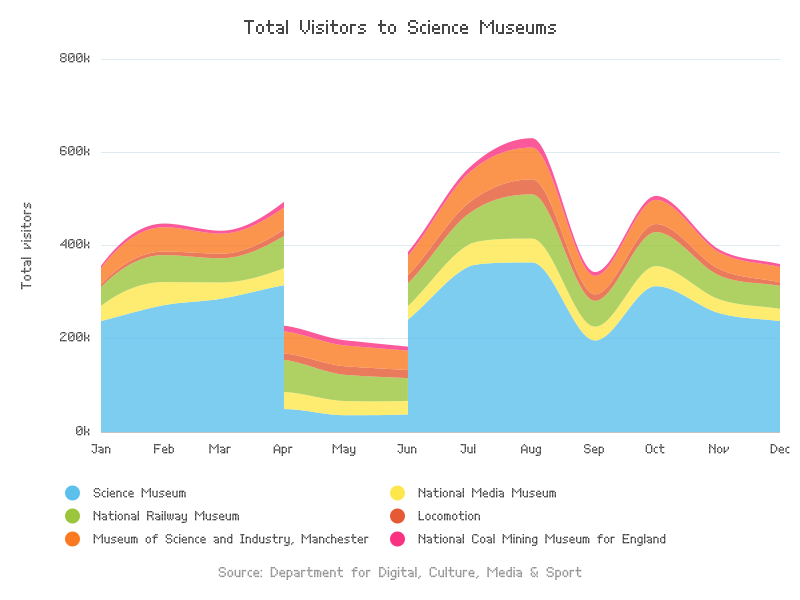 Total Visitors to Science Museums
800k
600k
400k
200k
0k
Total visitors
Jan Feb Mar Apr May Jun Jul Aug Sep Oct Nov Dec
Science Museum
National Media Museum
National Railway Museum
Locomotion
Museum of Science and Industry, Manchester
National Coal Mining Museum for England
Source: Department for Digital, Culture, Media & Sport